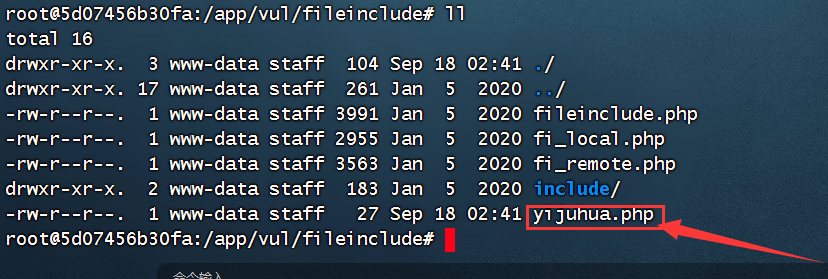 root@5d07456b30fa:/app/vul/fileinclude# ll
total 16
drwxr-xr-x.  3 www-data staff  104 Sep 18 02:41 ./
drwxr-xr-x. 17 www-data staff  261 Jan  5  2020 ../
-rw-r--r--.  1 www-data staff 3991 Jan  5  2020 fileinclude.php
-rw-r--r--.  1 www-data staff 2955 Jan  5  2020 fi_local.php
-rw-r--r--.  1 www-data staff 3563 Jan  5  2020 fi_remote.php
drwxr-xr-x.  2 www-data staff  183 Jan  5  2020 include/
-rw-r--r--.  1 www-data staff   27 Sep 18 02:41 yijuhua.php
root@5d07456b30fa:/app/vul/fileinclude#